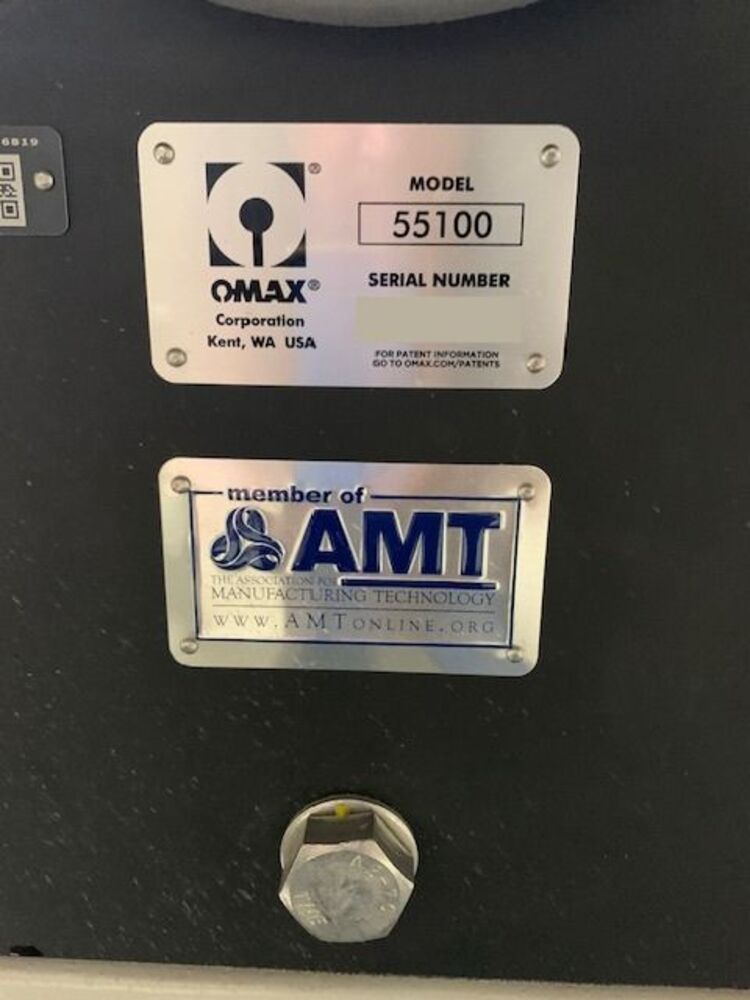 6819
OMAX®
Corporation
Kent, WA USA
MODEL
55100
SERIAL NUMBER
FOR PATENT INFORMATION
GO TO OMAX.COM/PATENTS
member of
AMT
THE ASSOCIATION FOR
MANUFACTURING TECHNOLOGY
WWW.AMTONLINE.ORG